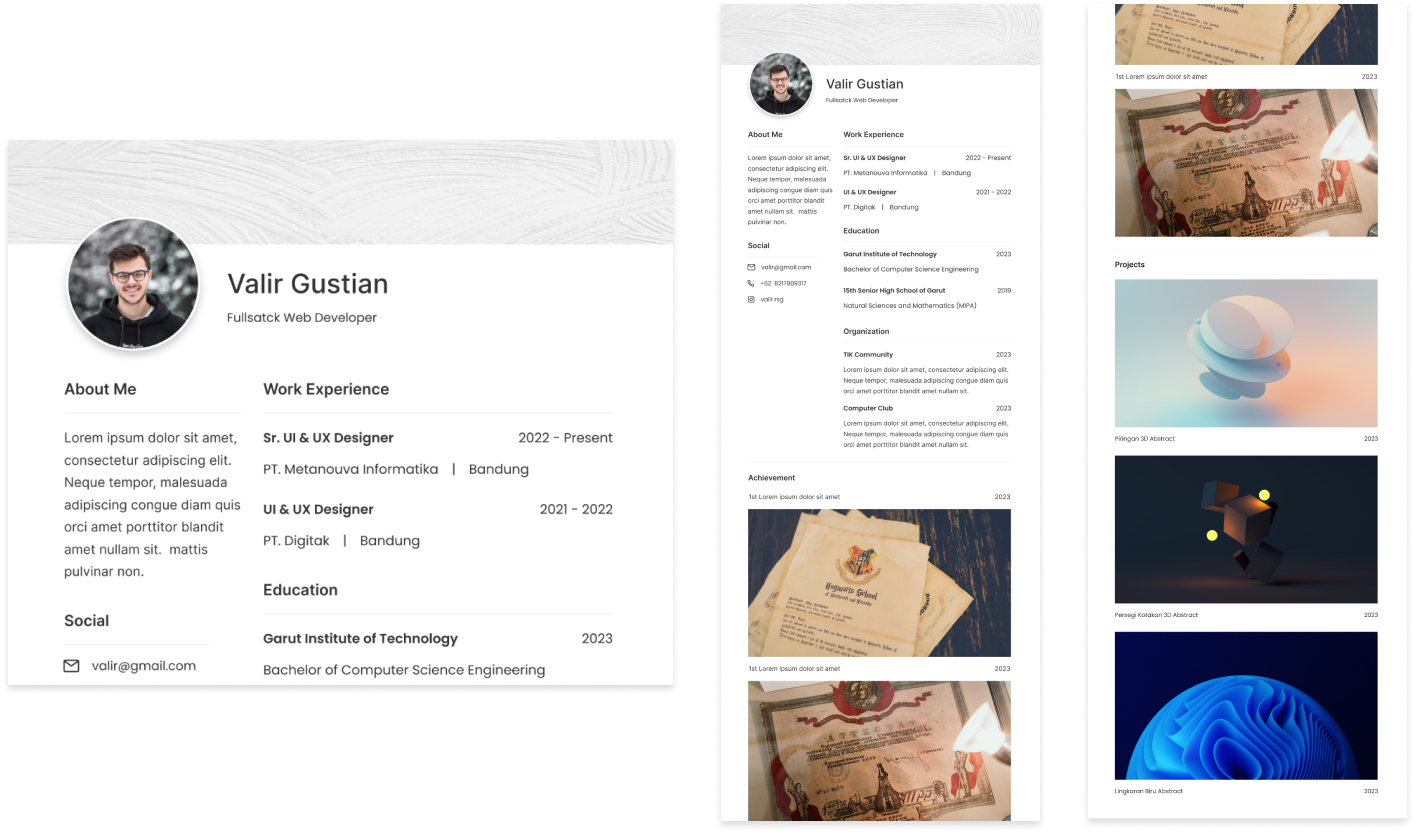 Valir Gustian
Fullsatck Web Developer
About Me
Lorem ipsum dolor sit amet,
consectetur adipiscing elit.
Neque tempor, malesuada
adipiscing congue diam quis
orci amet porttitor blandit
amet nullam sit.  mattis
pulvinar non.
Social
valir@gmail.com
Work Experience
Sr. UI & UX Designer 2022 - Present
PT. Metanouva Informatika | Bandung
UI & UX Designer 2021 - 2022
PT. Digitak | Bandung
Education
Garut Institute of Technology 2023
Bachelor of Computer Science Engineering
Valir Gustian
Fullsatck Web Developer
About Me
Lorem ipsum dolor sit amet,
consectetur adipiscing elit.
Neque tempor, malesuada
adipiscing congue diam quis
orci amet porttitor blandit
amet nullam sit.  mattis
pulvinar non.
Social
valir@gmail.com
+62 8217809317
valir.rsg
Work Experience
Sr. UI & UX Designer 2022 - Present
PT. Metanouva Informatika | Bandung
UI & UX Designer 2021 - 2022
PT. Digitak | Bandung
Education
Garut Institute of Technology 2023
Bachelor of Computer Science Engineering
15th Senior High School of Garut 2019
Natural Sciences and Mathematics (MIPA)
Organization
TIK Community 2023
Lorem ipsum dolor sit amet, consectetur adipiscing elit.
Neque tempor, malesuada adipiscing congue diam quis
orci amet porttitor blandit amet nullam sit.
Computer Club 2023
Lorem ipsum dolor sit amet, consectetur adipiscing elit.
Neque tempor, malesuada adipiscing congue diam quis
orci amet porttitor blandit amet nullam sit.
Achievement
1st Lorem ipsum dolor sit amet 2023
Hogwarts School
of Witchcraft and Wizardry
1st Lorem ipsum dolor sit amet 2023
АТТЕСТАТ
1st Lorem ipsum dolor sit amet 2023
АТТЕСТАТ
Projects
Piringan 3D Abstract 2023
Persegi Kotakan 3D Abstract 2023
Lingkaran Biru Abstract 2023